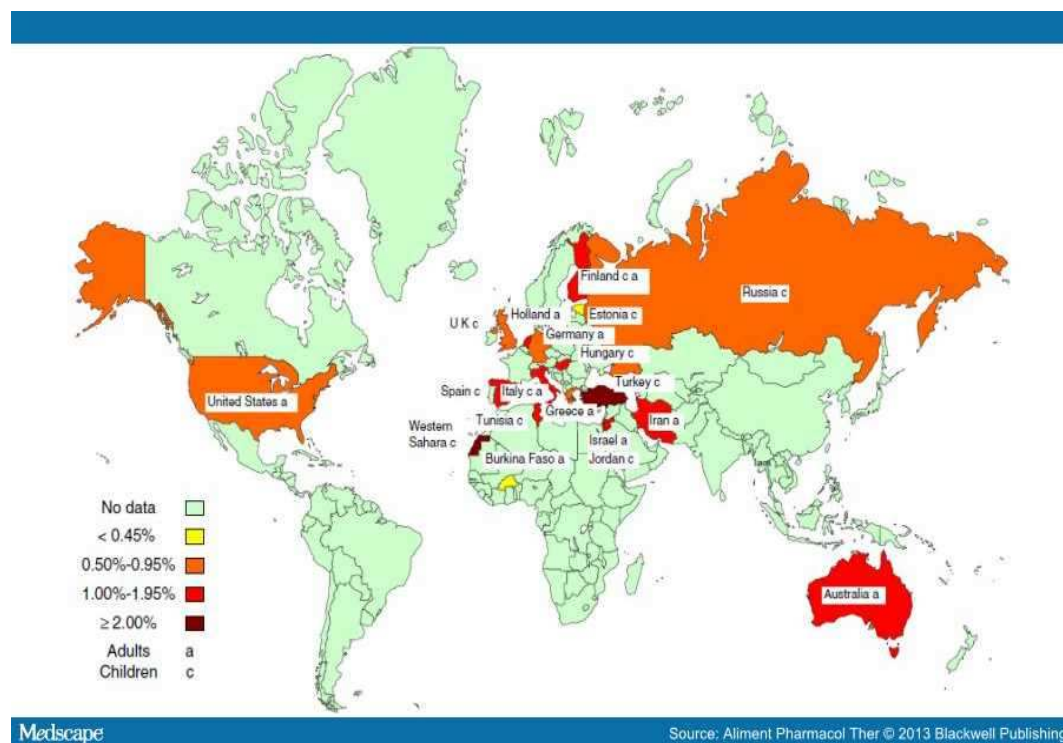 Finland c a
Russia c
Holland a
Estonia c
U K c
Germany a
Hungary c
Spain c
Italy c a
Turkey c
United States a
Tunisia c
Greece a
Iran a
Western
Sahara c
Israel a
Burkina Faso a
Jordan c
No data
< 0.45%
0.50%-0.95%
1.00%-1.95%
≥ 2.00%
Adults a
Children c
Australia a
Medscape
Source: Aliment Pharmacol Ther © 2013 Blackwell Publishing